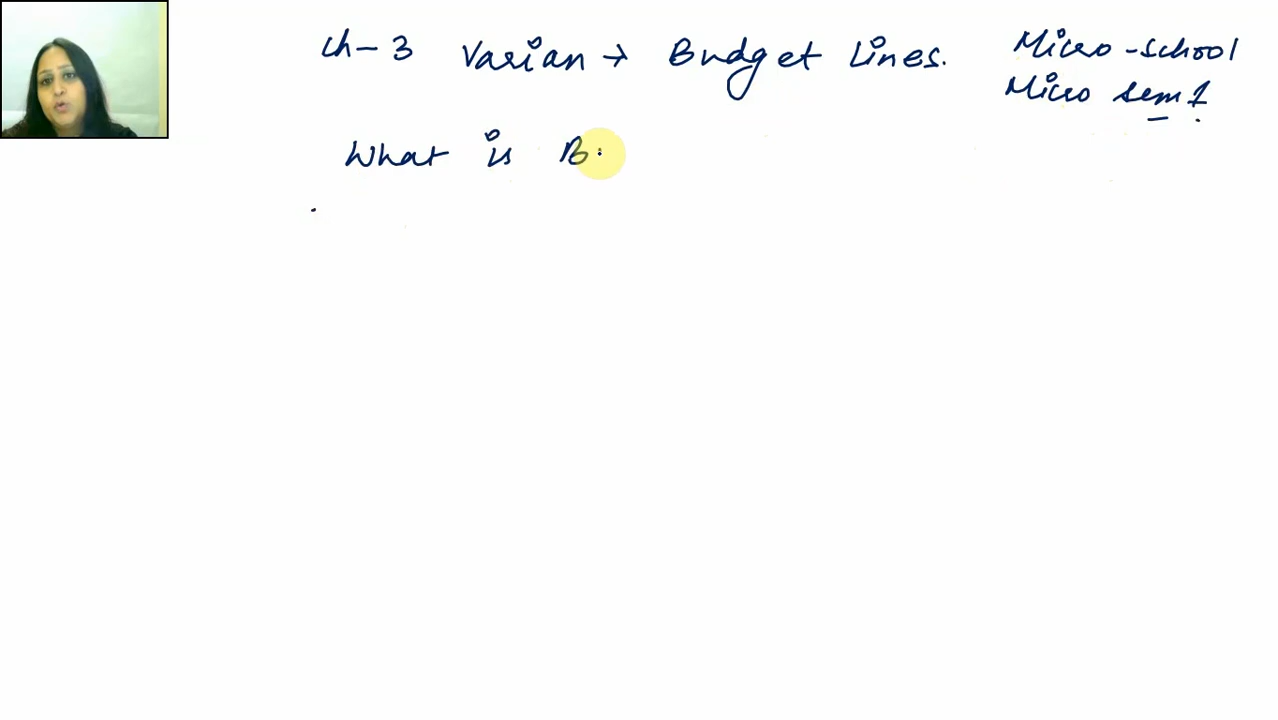 Ch-3 Varian → Budget Lines.
Micro-school
Micro sem 1
What is B